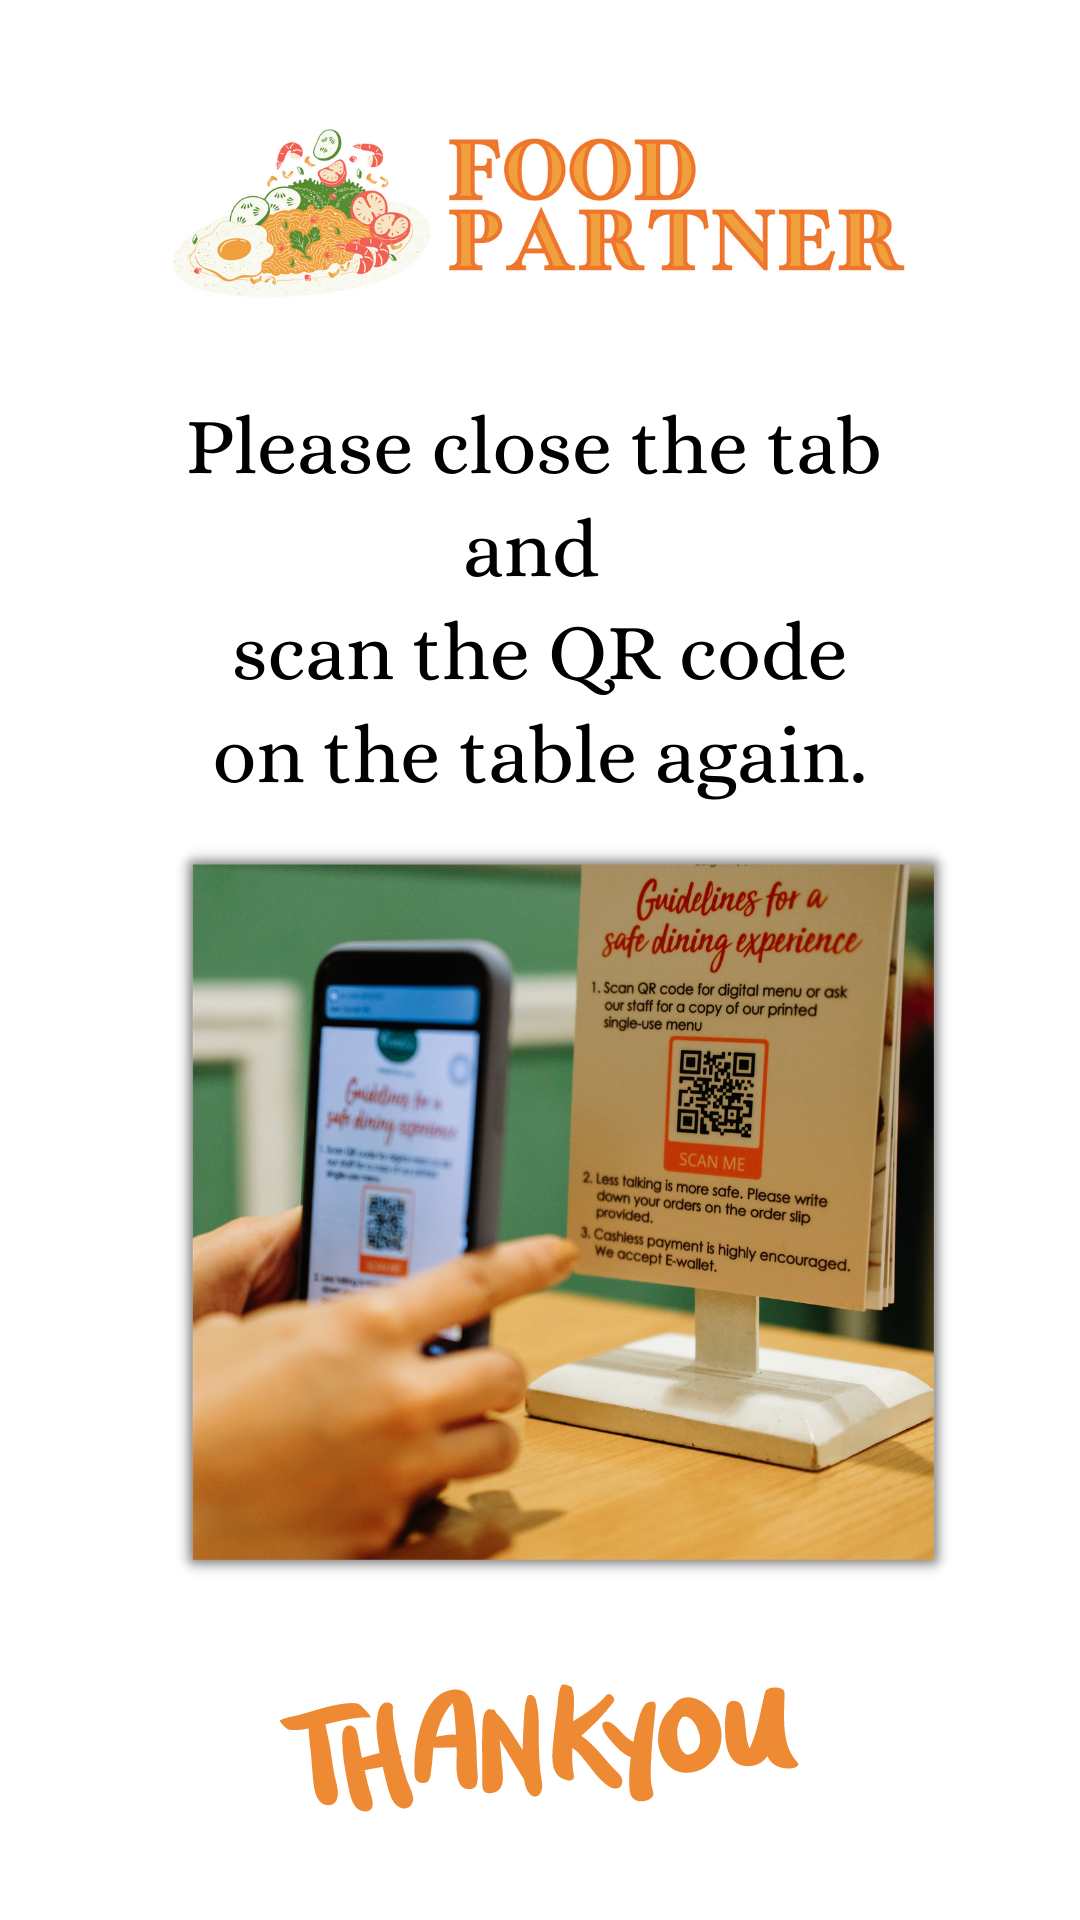 FOOD
PARTNER
Please close the tab
and
scan the QR code
on the table again.
Guidelines for a
safe dining experience
1. Scan QR code for digital menu or ask
our staff for a copy of our printed
single-use menu
SCAN ME
2. Less talking is more safe. Please write
down your orders on the order slip
provided.
3. Cashless payment is highly encouraged.
We accept E-wallet.
Guidelines for a
safe dining experience
SCAN ME
THANKYOU